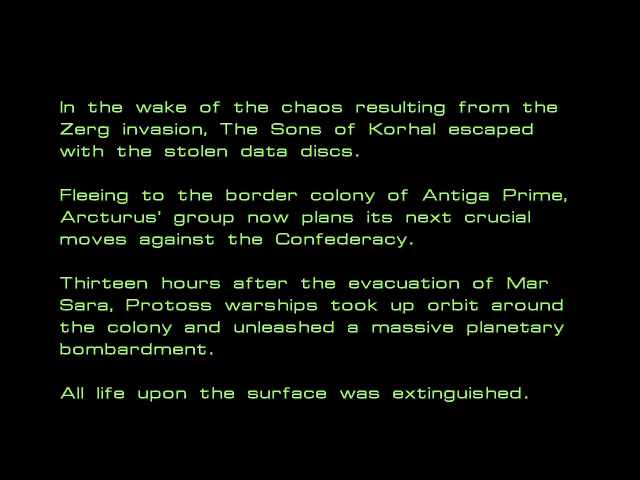 In the wake of the chaos resulting from the
Zerg invasion, The Sons of Korhal escaped
with the stolen data discs.
Fleeing to the border colony of Antiga Prime,
Arcturus' group now plans its next crucial
moves against the Confederacy.
Thirteen hours after the evacuation of Mar
Sara, Protoss warships took up orbit around
the colony and unleashed a massive planetary
bombardment.
All life upon the surface was extinguished.